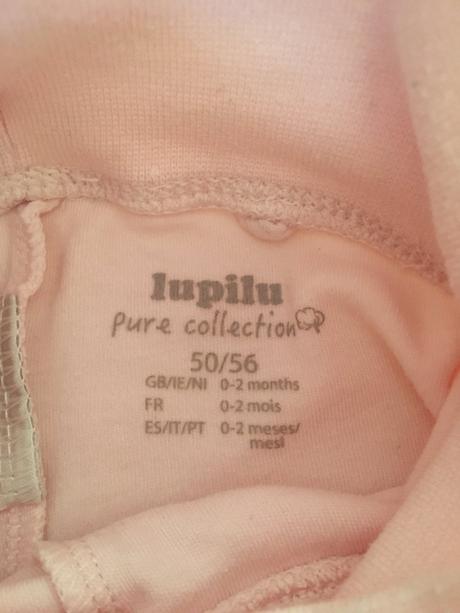 lupilu
pure collection
50/56
GB/IE/NI 0-2 months
FR 0-2 mois
ES/IT/PT 0-2 meses/
mesi